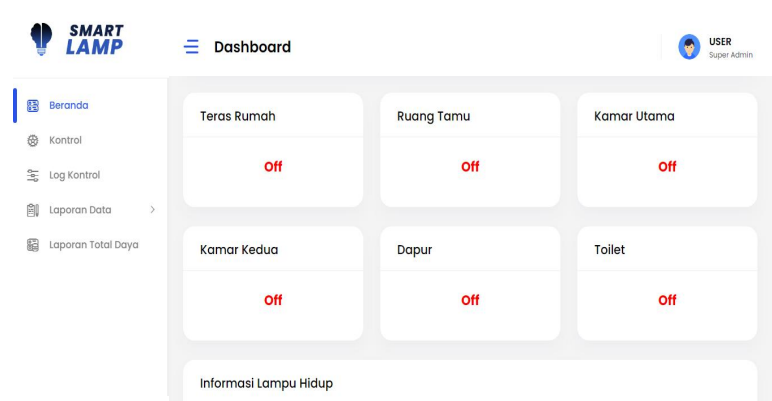 SMART
LAMP
Dashboard
USER
Super Admin
Beranda
Kontrol
Log Kontrol
Laporan Data
Laporan Total Daya
Teras Rumah
Ruang Tamu
Kamar Utama
Off
Off
Off
Kamar Kedua
Dapur
Toilet
Off
Off
Off
Informasi Lampu Hidup